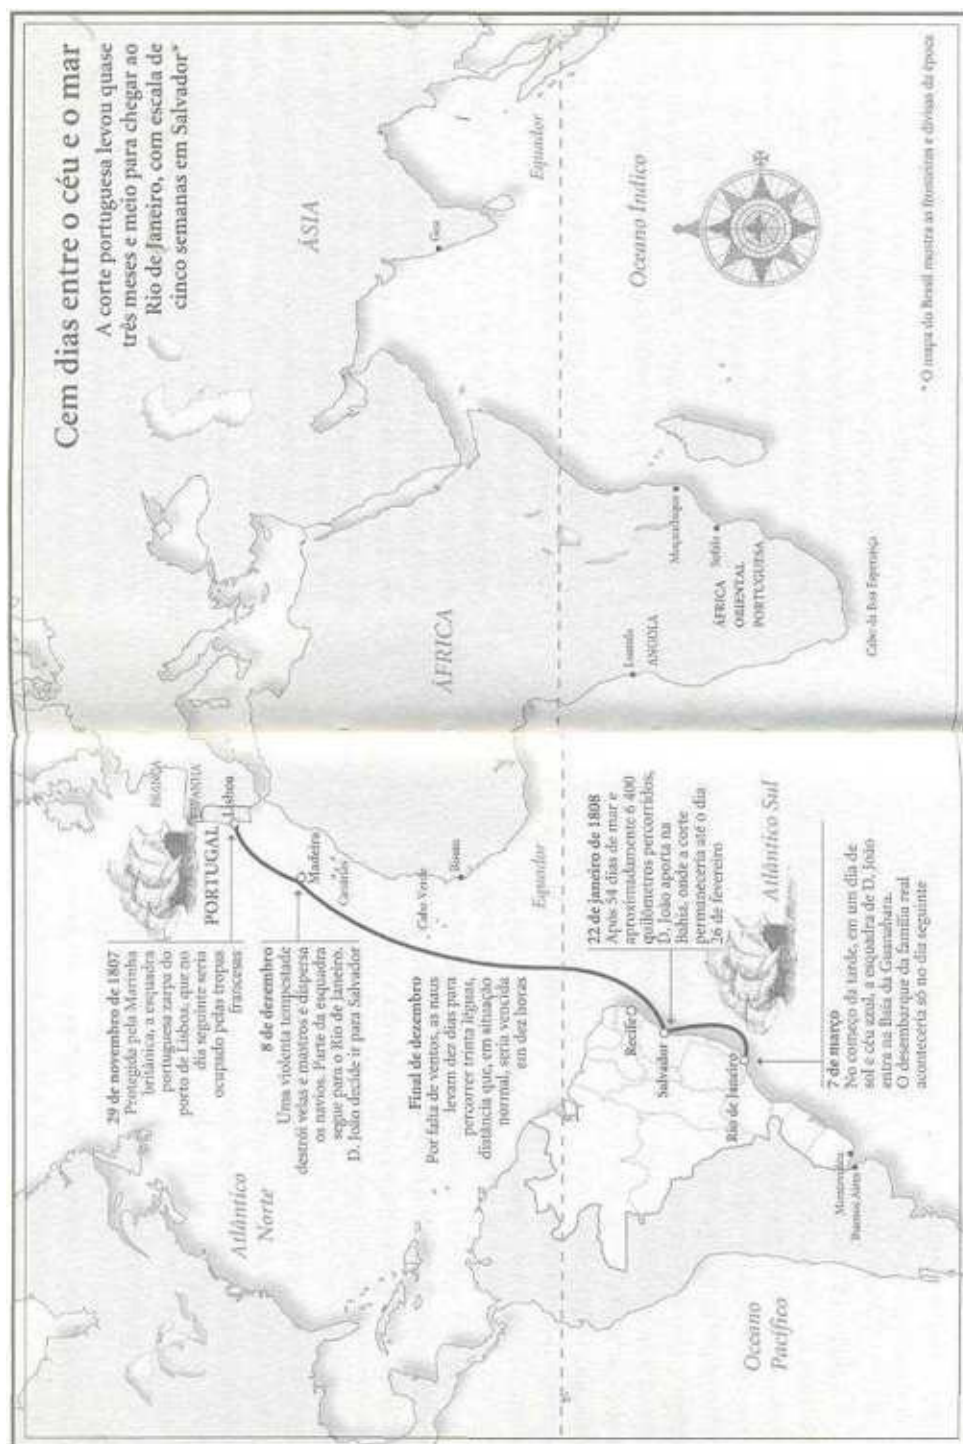 Cem dias entre o céu e o mar
A corte portuguesa levou quase
três meses e meio para chegar ao
Rio de Janeiro, com escala de
cinco semanas em Salvador*
29 de novembro de 1807
Protegida pela Marinha
britânica, a esquadra
portuguesa zarpa do
porto de Lisboa, que no
dia seguinte seria
ocupado pelas tropas
francesas
8 de dezembro
Uma violenta tempestade
destrói velas e mastros e dispersa
os navios. Parte da esquadra
segue para o Rio de Janeiro.
D. João decide ir para Salvador
Final de dezembro
Por falta de ventos, as naus
levam dez dias para
percorrer trinta léguas,
distância que, em situação
normal, seria vencida
em dez horas
22 de janeiro de 1808
Após 54 dias de mar e
aproximadamente 6 400
quilômetros percorridos,
D. João aporta na
Bahia, onde a corte
permaneceria até o dia
26 de fevereiro
7 de março
No começo da tarde, em um dia de
sol e céu azul, a esquadra de D. João
entra na Baía da Guanabara.
O desembarque da família real
aconteceria só no dia seguinte
Atlântico
Norte
FRANÇA
ESPANHA
PORTUGAL
Lisboa
Madeira
Canárias
Cabo Verde
Bissau
Equador
Recife
Salvador
Rio de Janeiro
Montevidéu
Buenos Aires
Oceano
Pacífico
Atlântico Sul
ÁSIA
Goa
Equador
Oceano Índico
ÁFRICA
Luanda
ANGOLA
Moçambique
Sofala
ÁFRICA
ORIENTAL
PORTUGUESA
Cabo da Boa Esperança
* O mapa do Brasil mostra as fronteiras e divisas da época